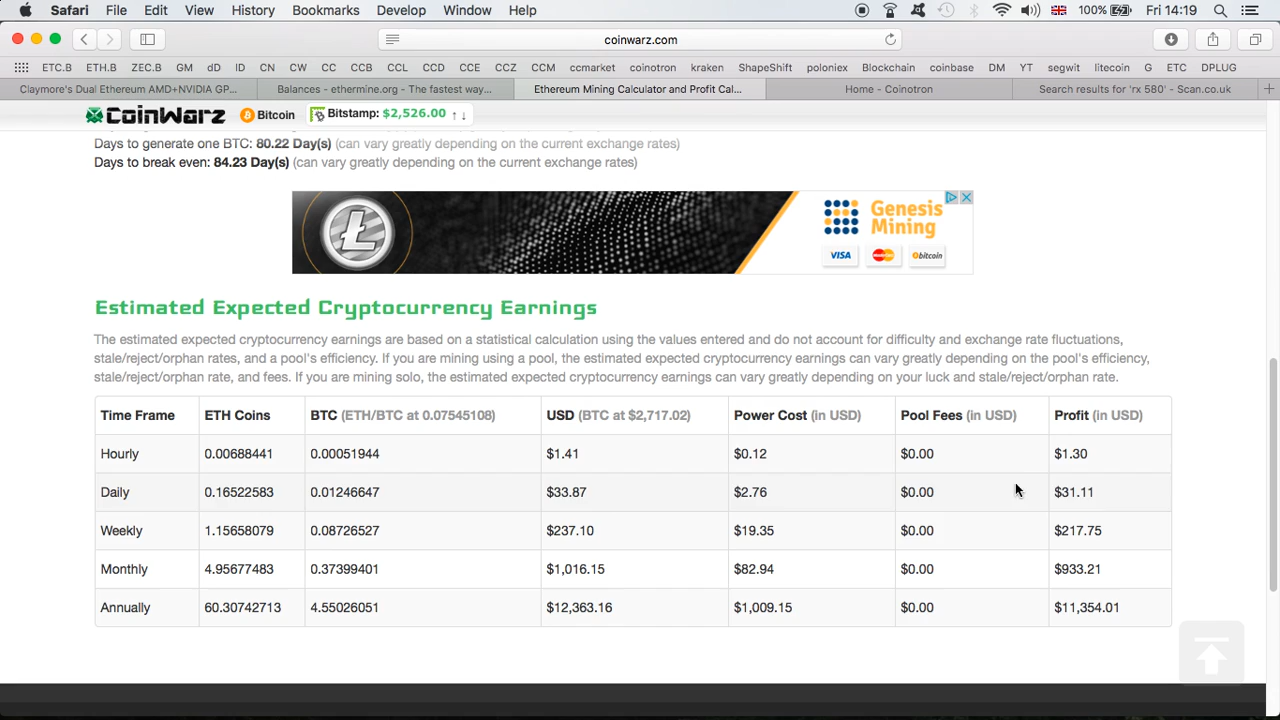 Safari File Edit View History Bookmarks Develop Window Help 100% Fri 14:19
coinwarz.com
ETC.B ETH.B ZEC.B GM dD ID CN CW CC CCB CCL CCD CCE CCZ CCM ccmarket coinotron kraken ShapeShift poloniex Blockchain coinbase DM YT segwit litecoin G ETC DPLUG
Claymore's Dual Ethereum AMD+NVIDIA GP... Balances - ethermine.org - The fastest way... Ethereum Mining Calculator and Profit Cal... Home - Coinotron Search results for 'rx 580' - Scan.co.uk
CoinWarz Bitcoin Bitstamp: $2,526.00 ↑ ↓
Days to generate one BTC: 80.22 Day(s) (can vary greatly depending on the current exchange rates)
Days to break even: 84.23 Day(s) (can vary greatly depending on the current exchange rates)
Genesis
Mining
VISA MasterCard bitcoin
Estimated Expected Cryptocurrency Earnings
The estimated expected cryptocurrency earnings are based on a statistical calculation using the values entered and do not account for difficulty and exchange rate fluctuations,
stale/reject/orphan rates, and a pool's efficiency. If you are mining using a pool, the estimated expected cryptocurrency earnings can vary greatly depending on the pool's efficiency,
stale/reject/orphan rate, and fees. If you are mining solo, the estimated expected cryptocurrency earnings can vary greatly depending on your luck and stale/reject/orphan rate.
Time Frame ETH Coins BTC (ETH/BTC at 0.07545108) USD (BTC at $2,717.02) Power Cost (in USD) Pool Fees (in USD) Profit (in USD)
Hourly 0.00688441 0.00051944 $1.41 $0.12 $0.00 $1.30
Daily 0.16522583 0.01246647 $33.87 $2.76 $0.00 $31.11
Weekly 1.15658079 0.08726527 $237.10 $19.35 $0.00 $217.75
Monthly 4.95677483 0.37399401 $1,016.15 $82.94 $0.00 $933.21
Annually 60.30742713 4.55026051 $12,363.16 $1,009.15 $0.00 $11,354.01